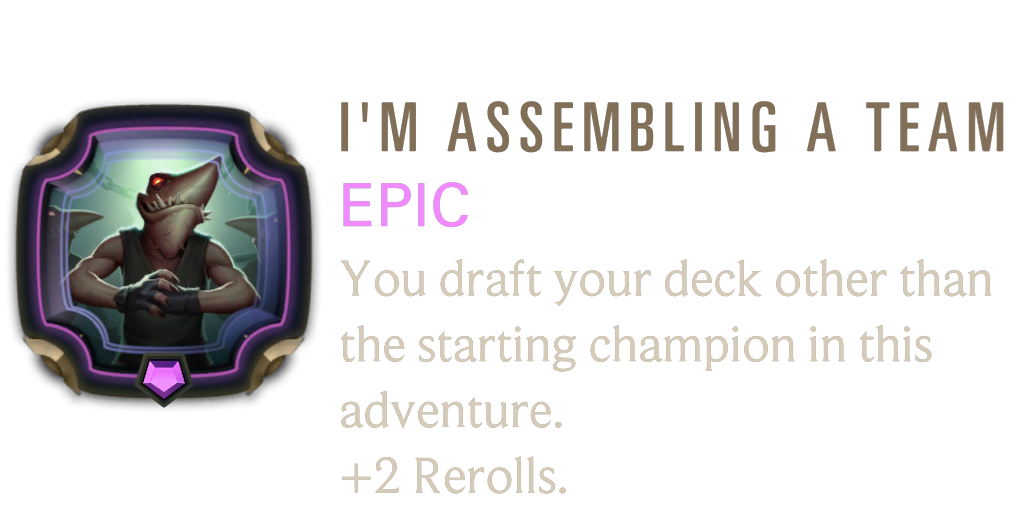 I'M ASSEMBLING A TEAM
EPIC
You draft your deck other than
the starting champion in this
adventure.
+2 Rerolls.